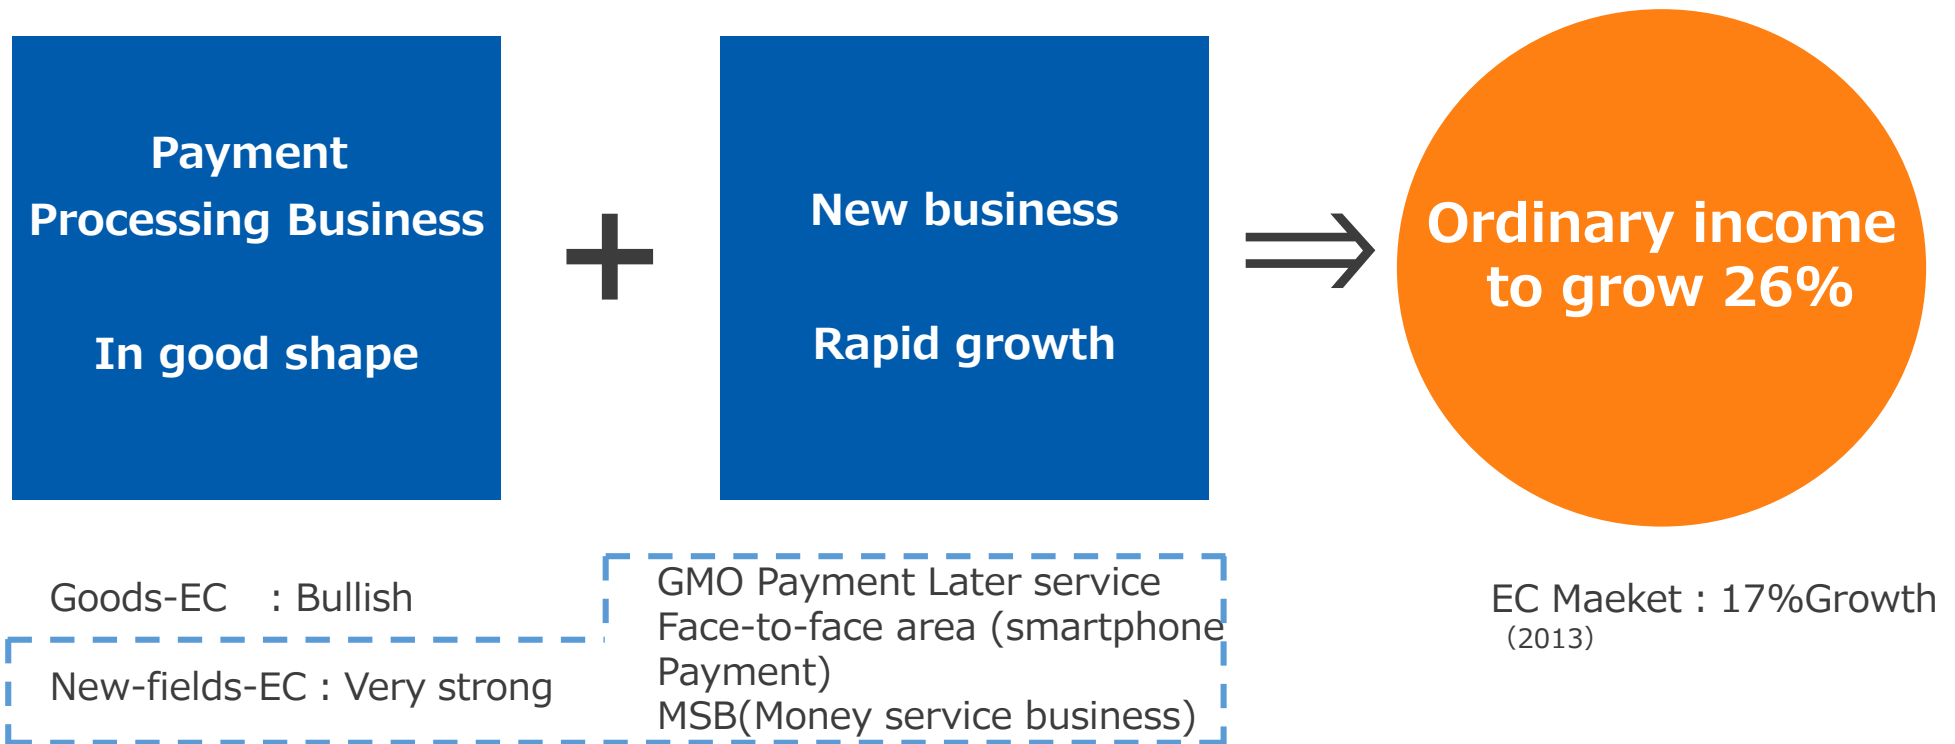 Payment
Processing Business
In good shape
+
New business
Rapid growth
⇒
Ordinary income
to grow 26%
Goods-EC : Bullish
New-fields-EC : Very strong
GMO Payment Later service
Face-to-face area (smartphone
Payment)
MSB(Money service business)
EC Maeket : 17%Growth
（2013）